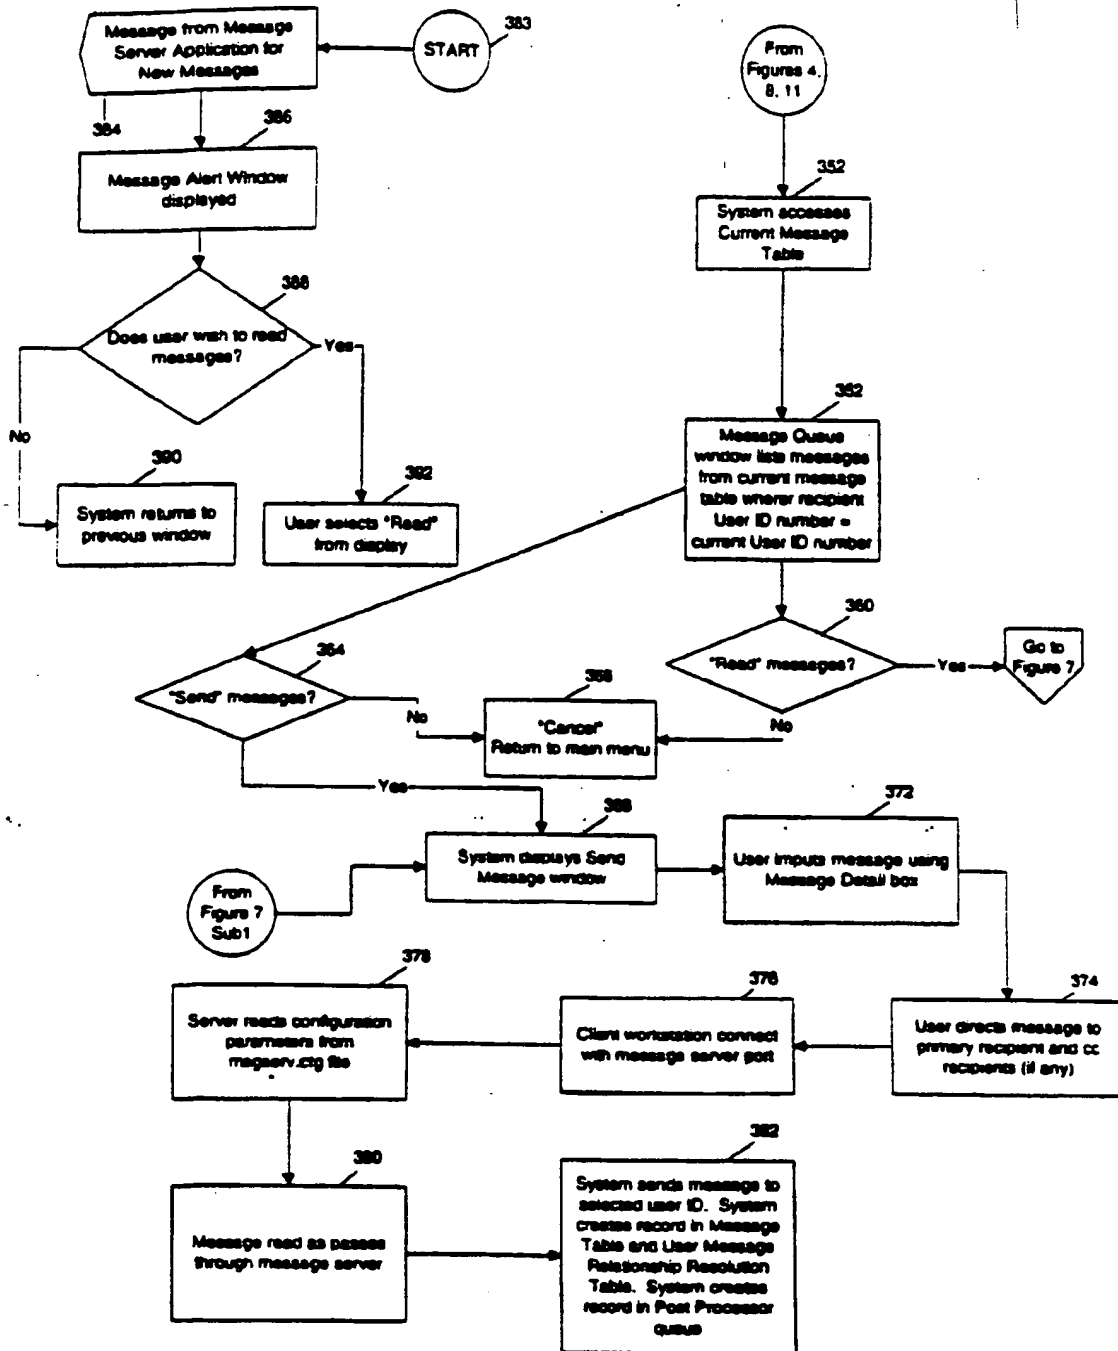 Message from Message
Server Application for
New Messages
START
383
384
386
Message Alert Window
displayed
388
Does user wish to read
messages?
Yes
No
390
System returns to
previous window
392
User selects "Read"
from display
From
Figures 4,
8, 11
352
System accesses
Current Message
Table
352
Message Queue
window lists messages
from current message
table wherer recipient
User ID number =
current User ID number
360
"Read" messages?
Yes
Go to
Figure 7
No
364
"Send" messages?
No
366
"Cancel"
Return to main menu
Yes
368
System displays Send
Message window
372
User imputs message using
Message Detail box
From
Figure 7
Sub1
374
User directs message to
primary recipient and cc
recipients (if any)
376
Client workstation connect
with message server port
378
Server reads configuration
parameters from
msgserv.cfg file
380
Message read as passes
through message server
382
System sends message to
selected user ID. System
creates record in Message
Table and User Message
Relationship Resolution
Table. System creates
record in Post Processor
queue